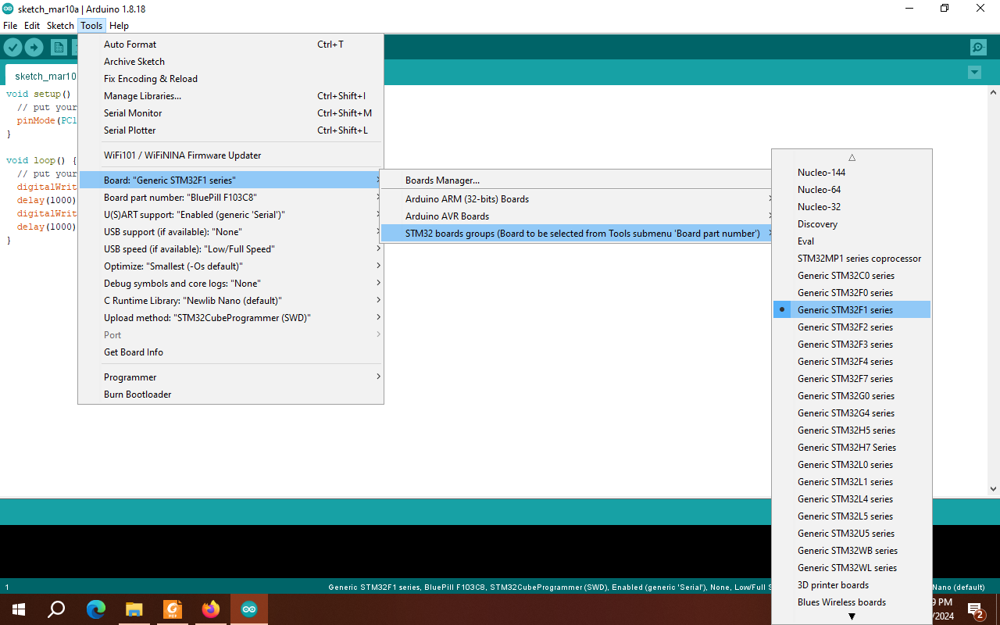 sketch_mar10a | Arduino 1.8.18
File Edit Sketch Tools Help
sketch_mar10
void setup()
// put your
pinMode(PC1
}
void loop() {
// put your
digitalWrit
delay(1000)
digitalWrit
delay(1000)
}
Auto Format Ctrl+T
Archive Sketch
Fix Encoding & Reload
Manage Libraries... Ctrl+Shift+I
Serial Monitor Ctrl+Shift+M
Serial Plotter Ctrl+Shift+L
WiFi101 / WiFiNINA Firmware Updater
Board: "Generic STM32F1 series"
Board part number: "BluePill F103C8"
U(S)ART support: "Enabled (generic 'Serial')"
USB support (if available): "None"
USB speed (if available): "Low/Full Speed"
Optimize: "Smallest (-Os default)"
Debug symbols and core logs: "None"
C Runtime Library: "Newlib Nano (default)"
Upload method: "STM32CubeProgrammer (SWD)"
Port
Get Board Info
Programmer
Burn Bootloader
Boards Manager...
Arduino ARM (32-bits) Boards
Arduino AVR Boards
STM32 boards groups (Board to be selected from Tools submenu 'Board part number')
Nucleo-144
Nucleo-64
Nucleo-32
Discovery
Eval
STM32MP1 series coprocessor
Generic STM32C0 series
Generic STM32F0 series
Generic STM32F1 series
Generic STM32F2 series
Generic STM32F3 series
Generic STM32F4 series
Generic STM32F7 series
Generic STM32G0 series
Generic STM32G4 series
Generic STM32H5 series
Generic STM32H7 Series
Generic STM32L0 series
Generic STM32L1 series
Generic STM32L4 series
Generic STM32L5 series
Generic STM32U5 series
Generic STM32WB series
Generic STM32WL series
3D printer boards
Blues Wireless boards
1 Generic STM32F1 series, BluePill F103C8, STM32CubeProgrammer (SWD), Enabled (generic 'Serial'), None, Low/Full S Nano (default)
PDF
9 PM
/2024
2